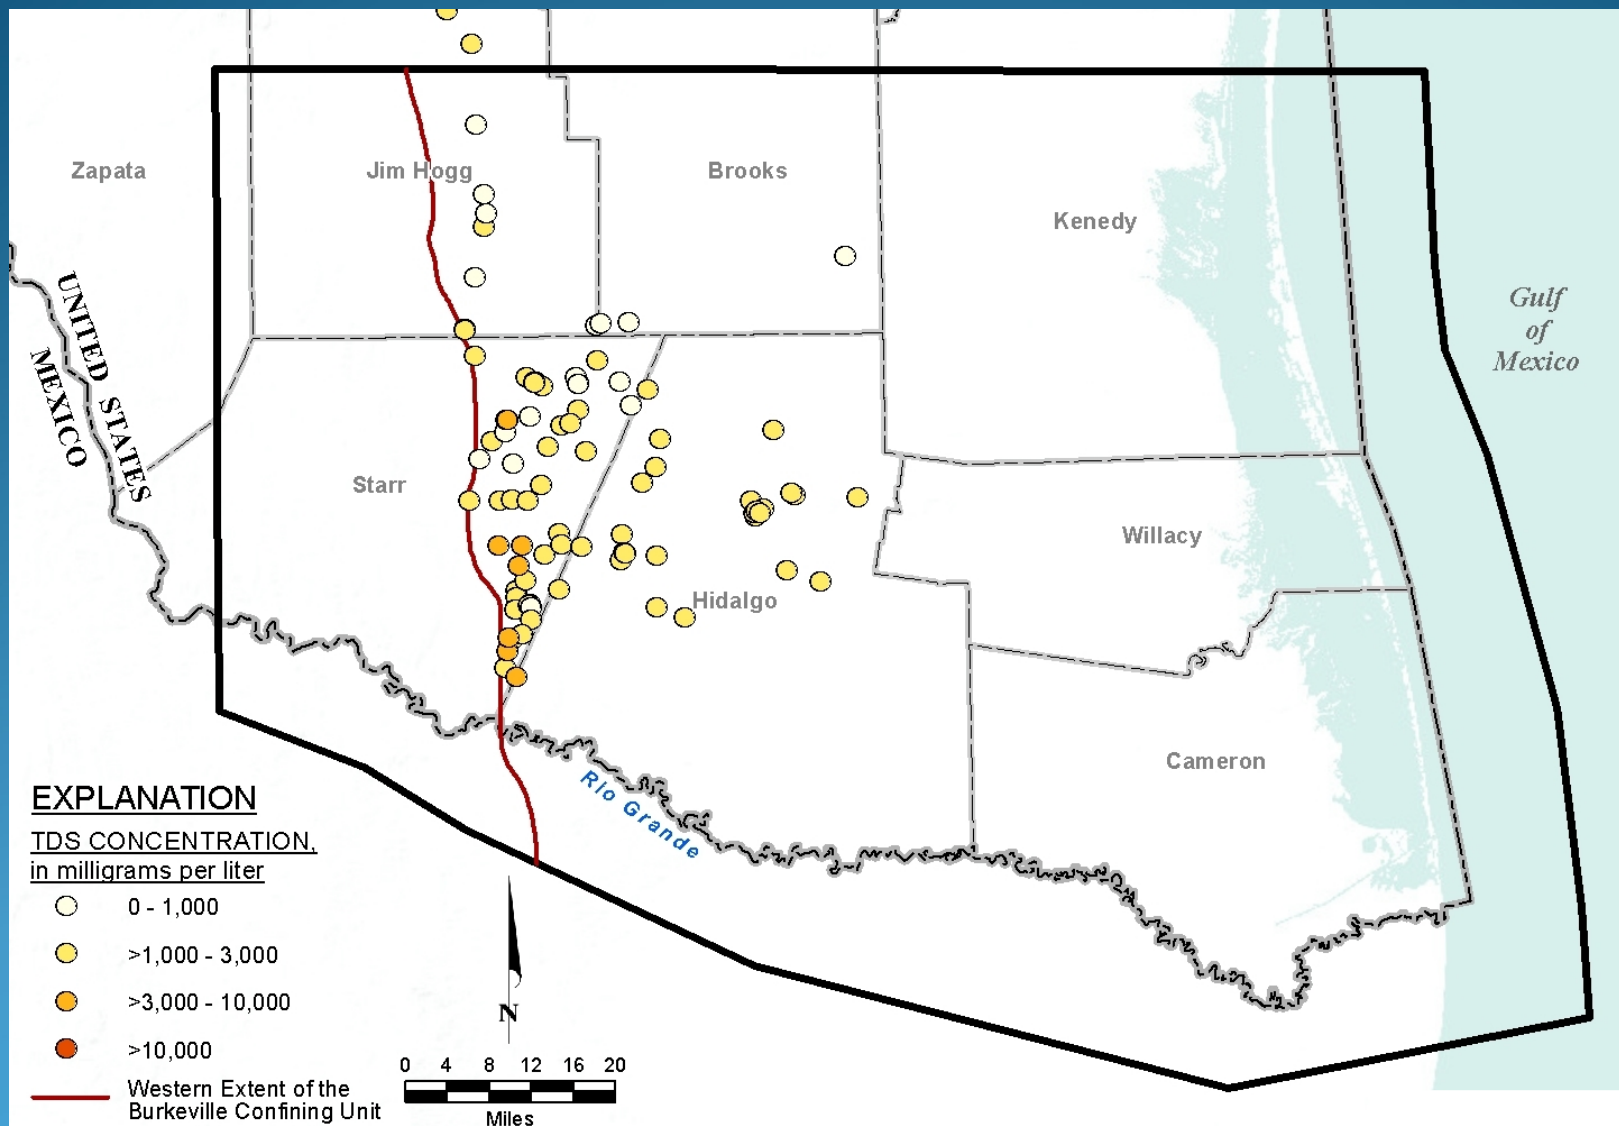 Zapata
Jim Hogg
Brooks
Kenedy
Gulf
of
Mexico
UNITED STATES
MEXICO
Starr
Willacy
Hidalgo
Cameron
Rio Grande
EXPLANATION
TDS CONCENTRATION,
in milligrams per liter
0 - 1,000
>1,000 - 3,000
>3,000 - 10,000
>10,000
Western Extent of the
Burkeville Confining Unit
N
0 4 8 12 16 20
Miles